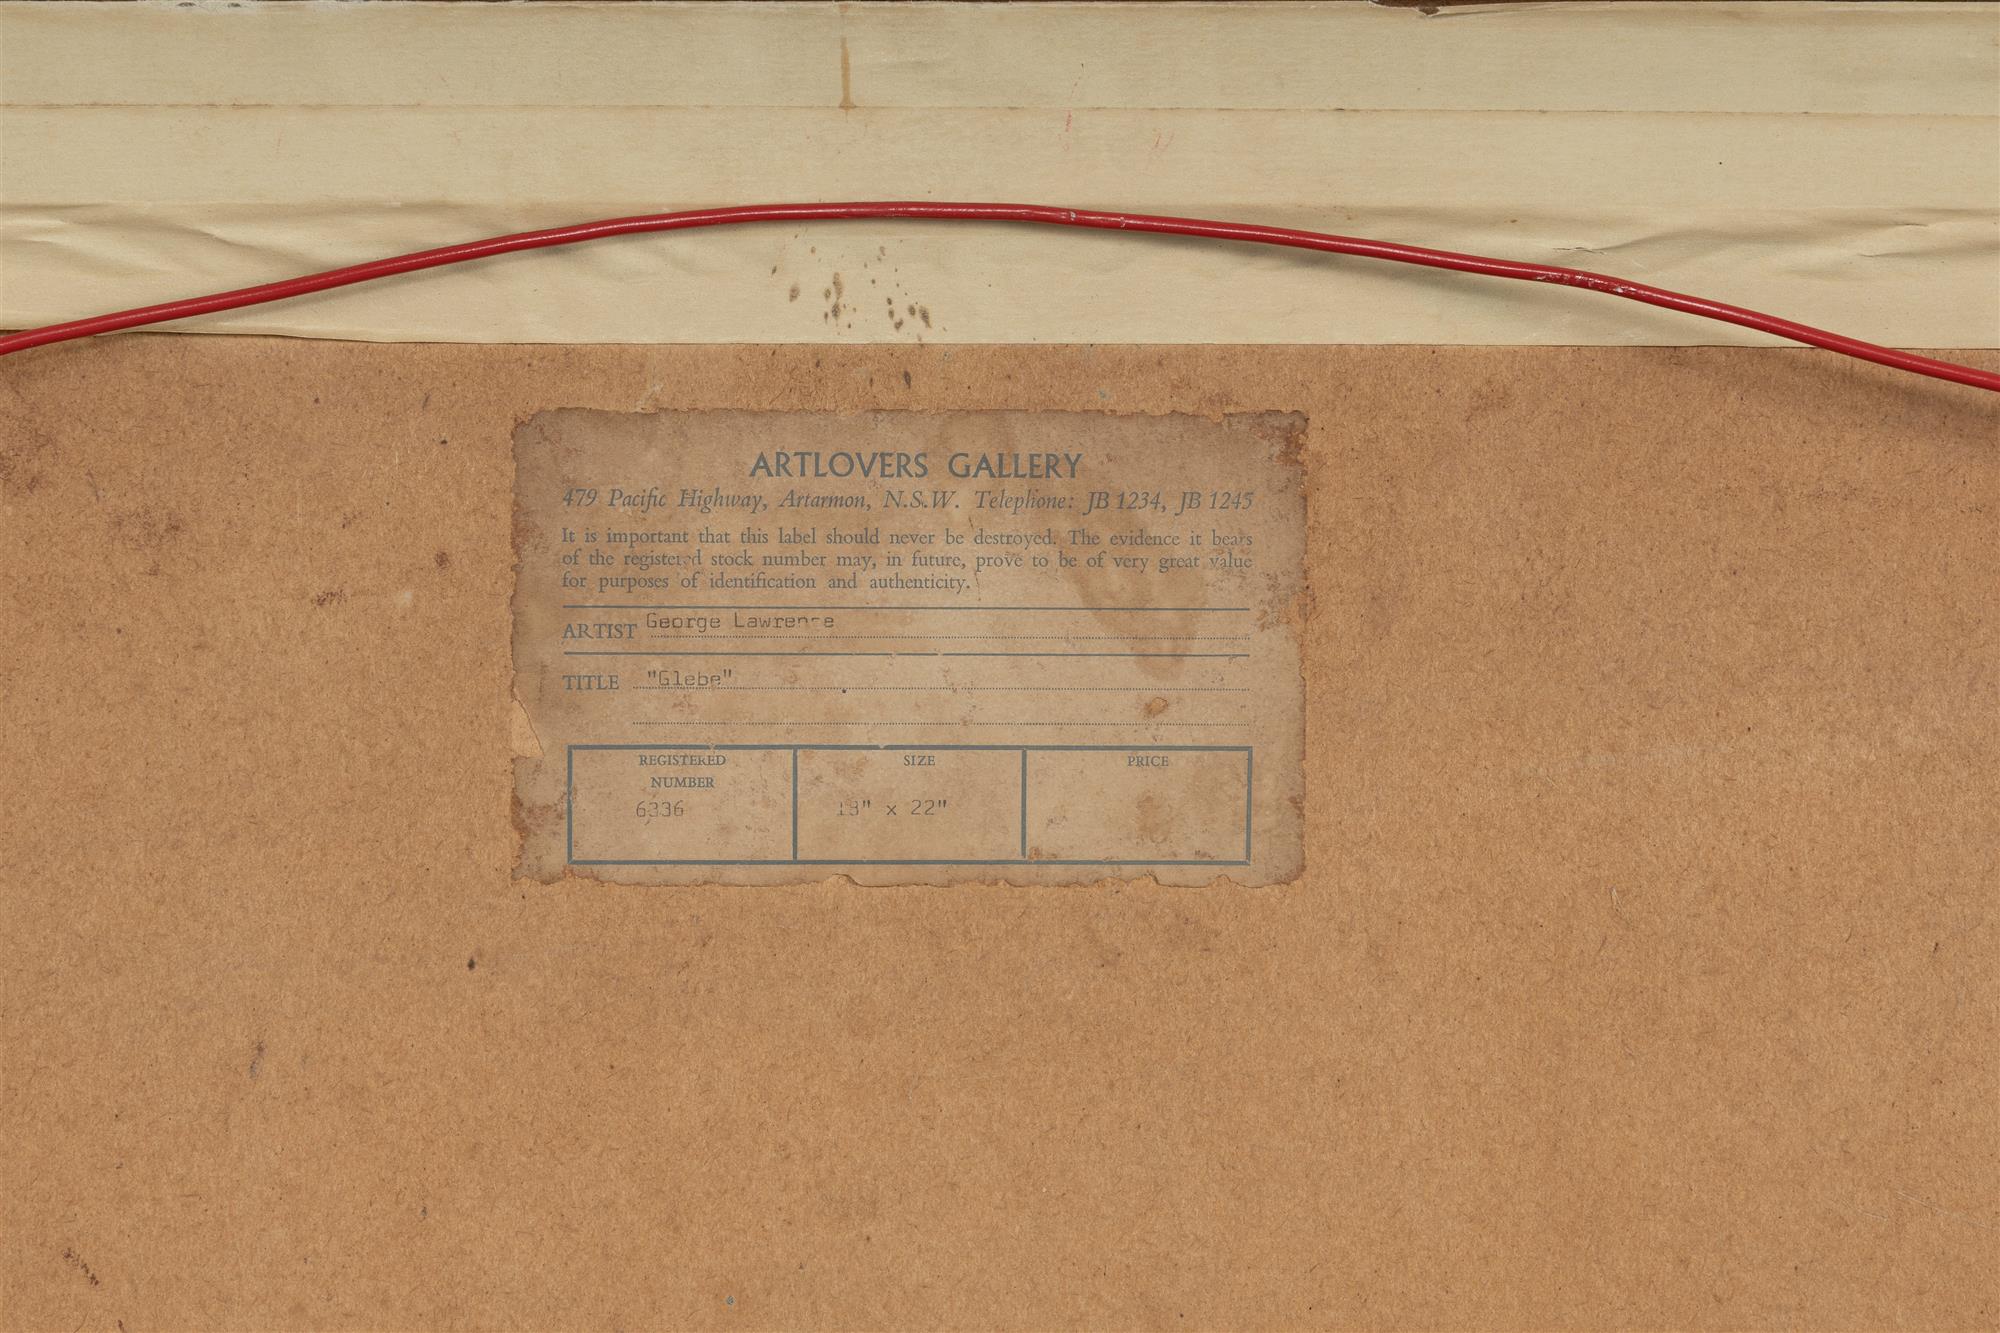 ARTLOVERS GALLERY
479 Pacific Highway, Artarmon, N.S.W. Telephone: JB 1234, JB 1245
It is important that this label should never be destroyed. The evidence it bears
of the registered stock number may, in future, prove to be of very great value
for purposes of identification and authenticity.
ARTIST George Lawrence
TITLE "Glebe"
REGISTERED NUMBER
6336
SIZE
x 22"
PRICE